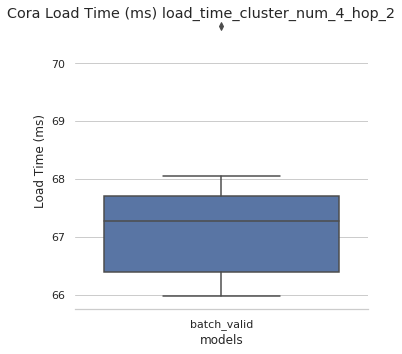 Cora Load Time (ms) load_time_cluster_num_4_hop_2
70
69
68
67
66
Load Time (ms)
batch_valid
models